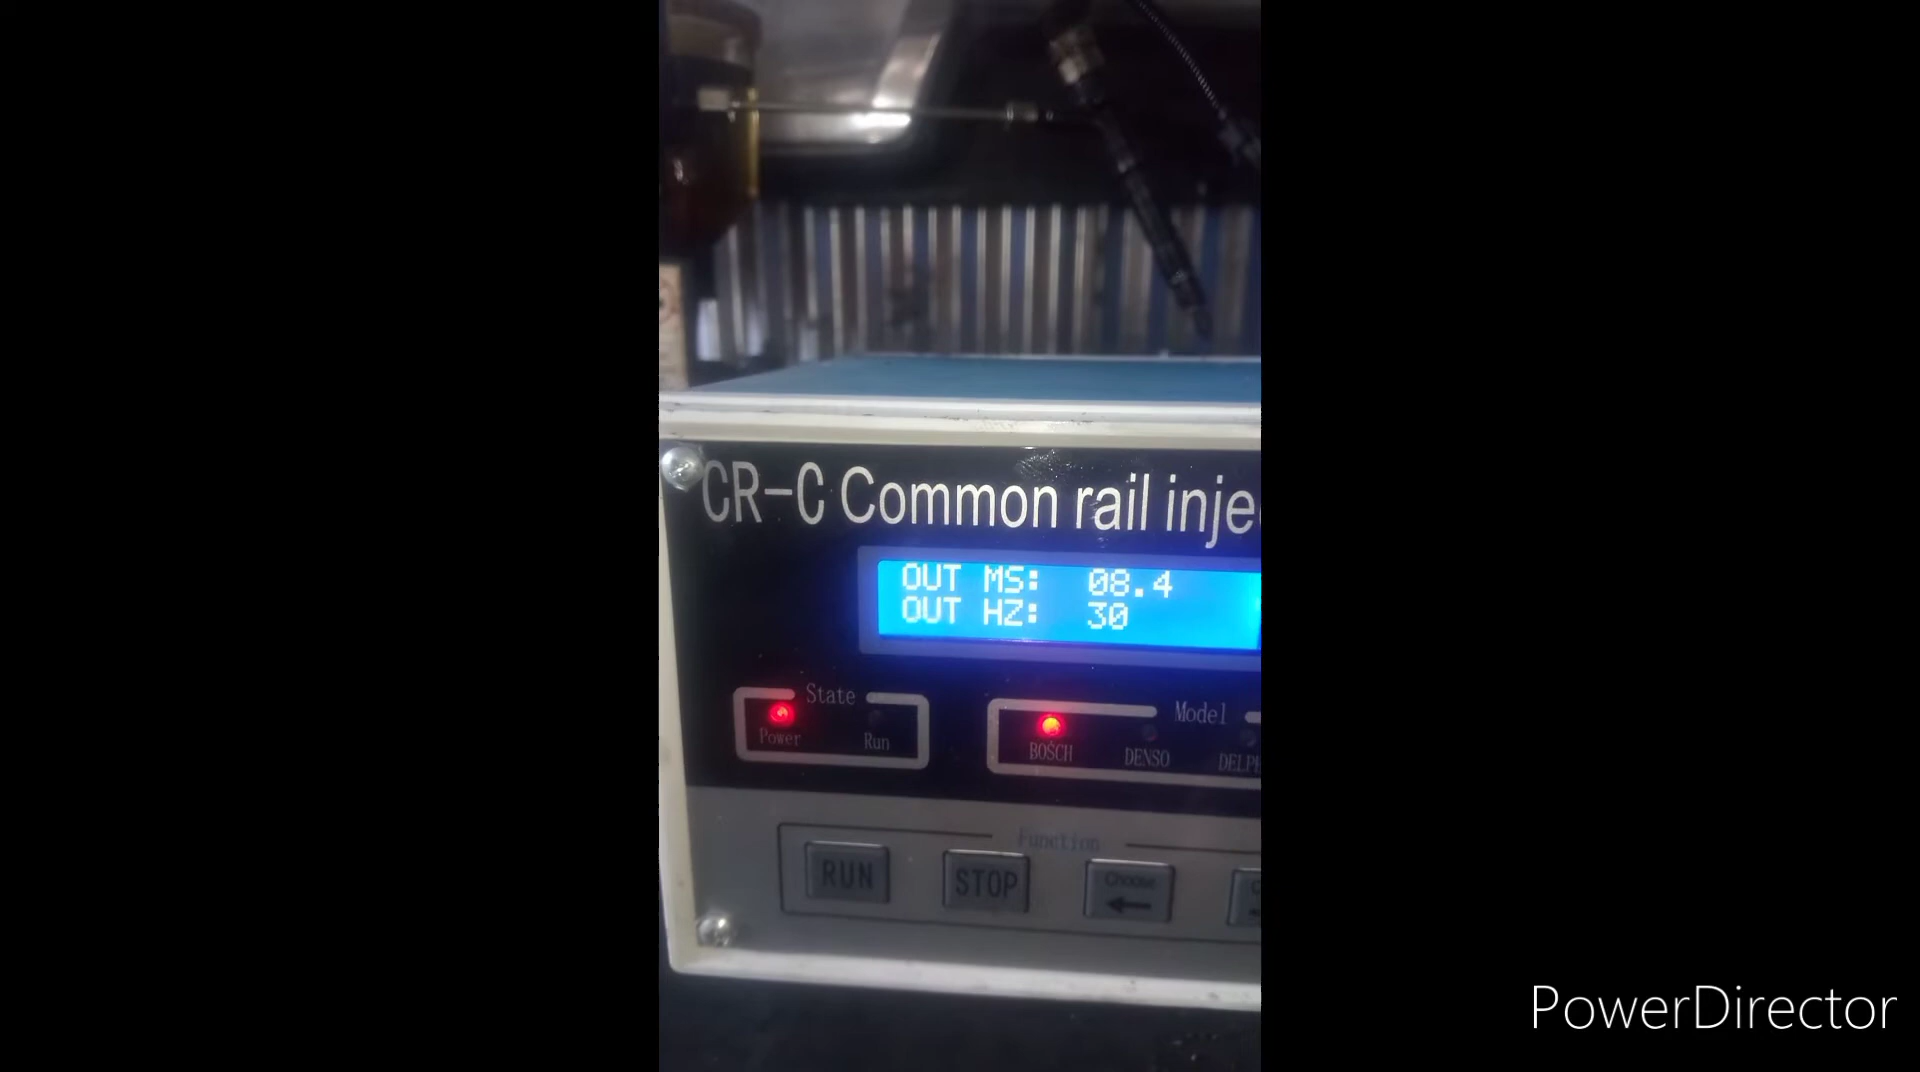 CR-C Common rail inje
OUT MS: 08.4
OUT HZ: 30
State
Power Run
Model
BOSCH DENSO DELPH
Function
RUN STOP Choose
PowerDirector